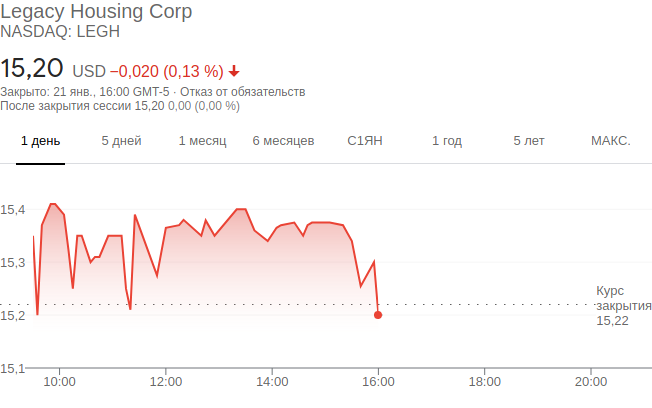 Legacy Housing Corp
NASDAQ: LEGH
15,20 USD −0,020 (0,13 %)
Закрыто: 21 янв., 16:00 GMT-5 · Отказ от обязательств
После закрытия сессии 15,20 0,00 (0,00 %)
1 день 5 дней 1 месяц 6 месяцев С1ЯН 1 год 5 лет МАКС.
15,4
15,3
Курс
закрытия
15,22
15,2
15,1
10:00 12:00 14:00 16:00 18:00 20:00